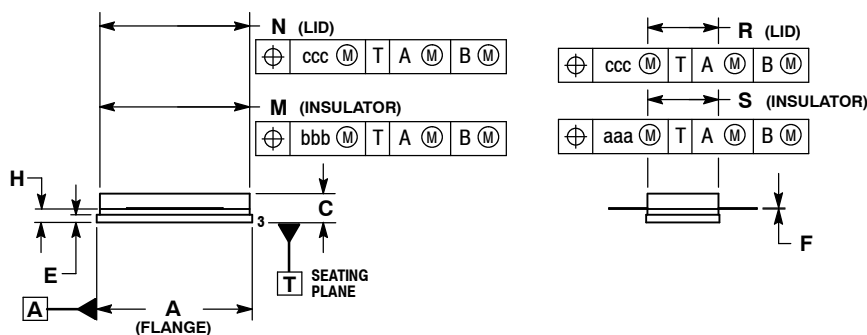 N (LID)
⌖ ccc Ⓜ T A Ⓜ B Ⓜ
M (INSULATOR)
⌖ bbb Ⓜ T A Ⓜ B Ⓜ
H
C
3
E
T SEATING
PLANE
A
A
(FLANGE)
R (LID)
⌖ ccc Ⓜ T A Ⓜ B Ⓜ
S (INSULATOR)
⌖ aaa Ⓜ T A Ⓜ B Ⓜ
F